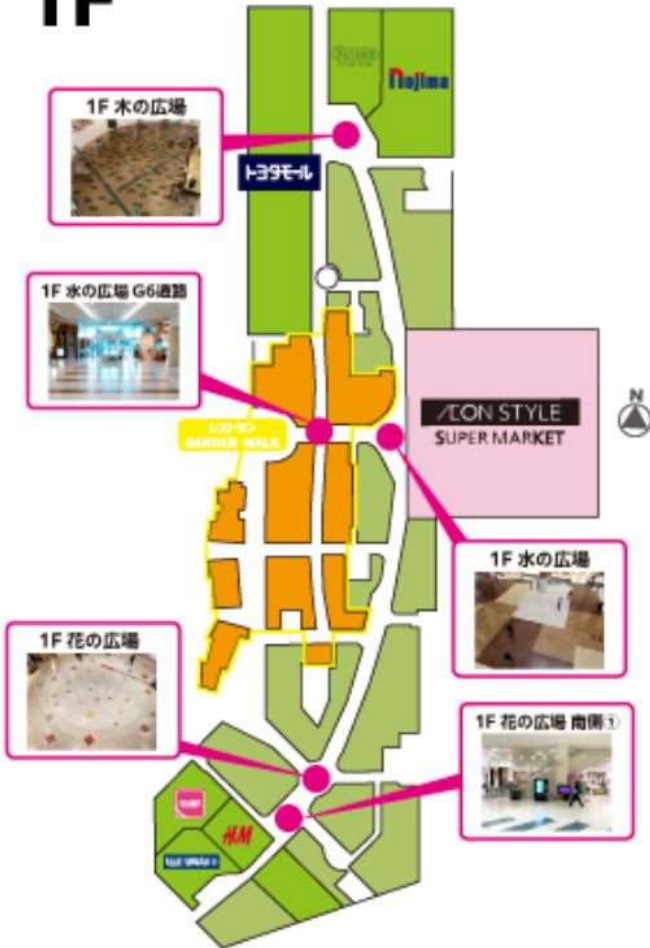 1F
nojima
1F 木の広場
トヨタモール
1F 水の広場 G6通路
ÆON STYLE
SUPER MARKET
N
レストラン
GARDEN WALK
1F 水の広場
1F 花の広場
1F 花の広場 南側①
H&M